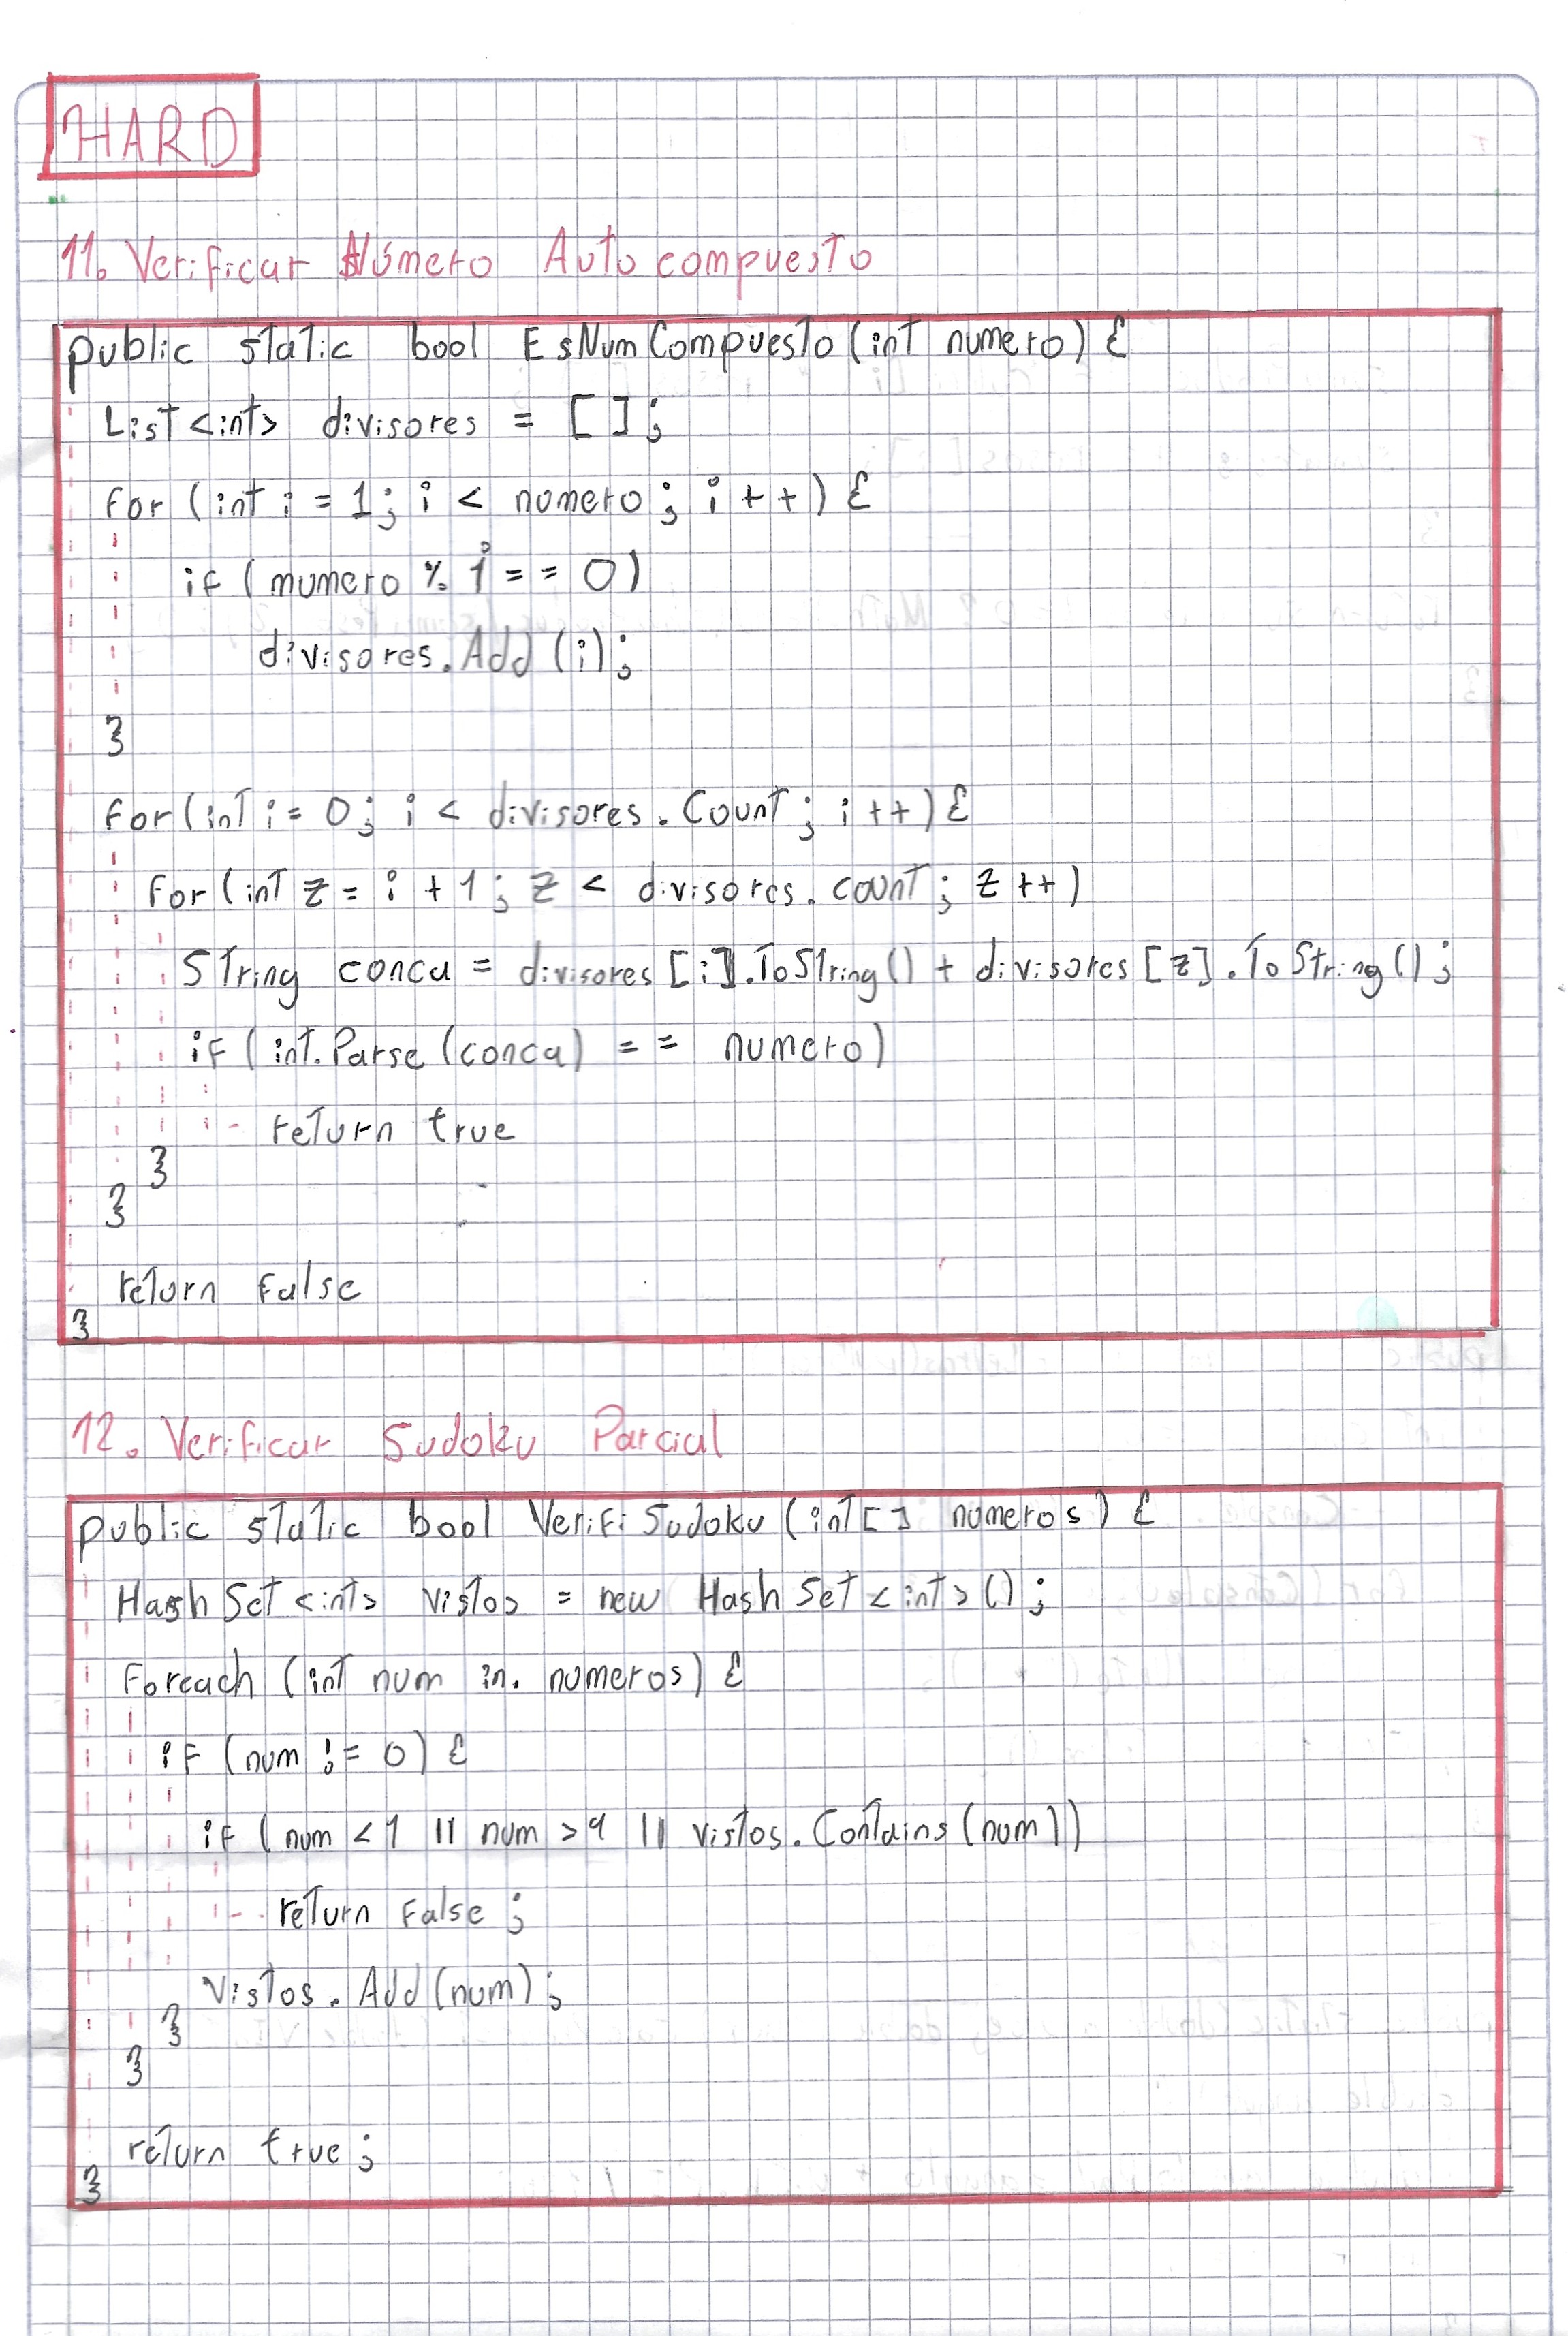 HARD
11. Verificar Número Autocompuesto
public static bool EsNumCompuesto (int numero) {
List <int> divisores = [ ];
for (int i = 1; i < numero; i ++) {
if (numero % i == 0)
divisores.Add (i);
}
for (int i = 0; i < divisores.Count; i ++) {
for (int z = i + 1; z < divisores.count; z ++)
String conca = divisores [i].ToString() + divisores [z].ToString();
if (int.Parse (conca) == numero)
return true
}
}
return false
}
12. Verificar Sudoku Parcial
public static bool VerifiSudoku (int [] numeros) {
HashSet <int> vistos = new HashSet <int> ();
foreach (int num in. numeros) {
if (num != 0) {
if (num < 1 || num > 9 || vistos.Contains (num))
return false;
vistos.Add (num);
}
}
return true;
}